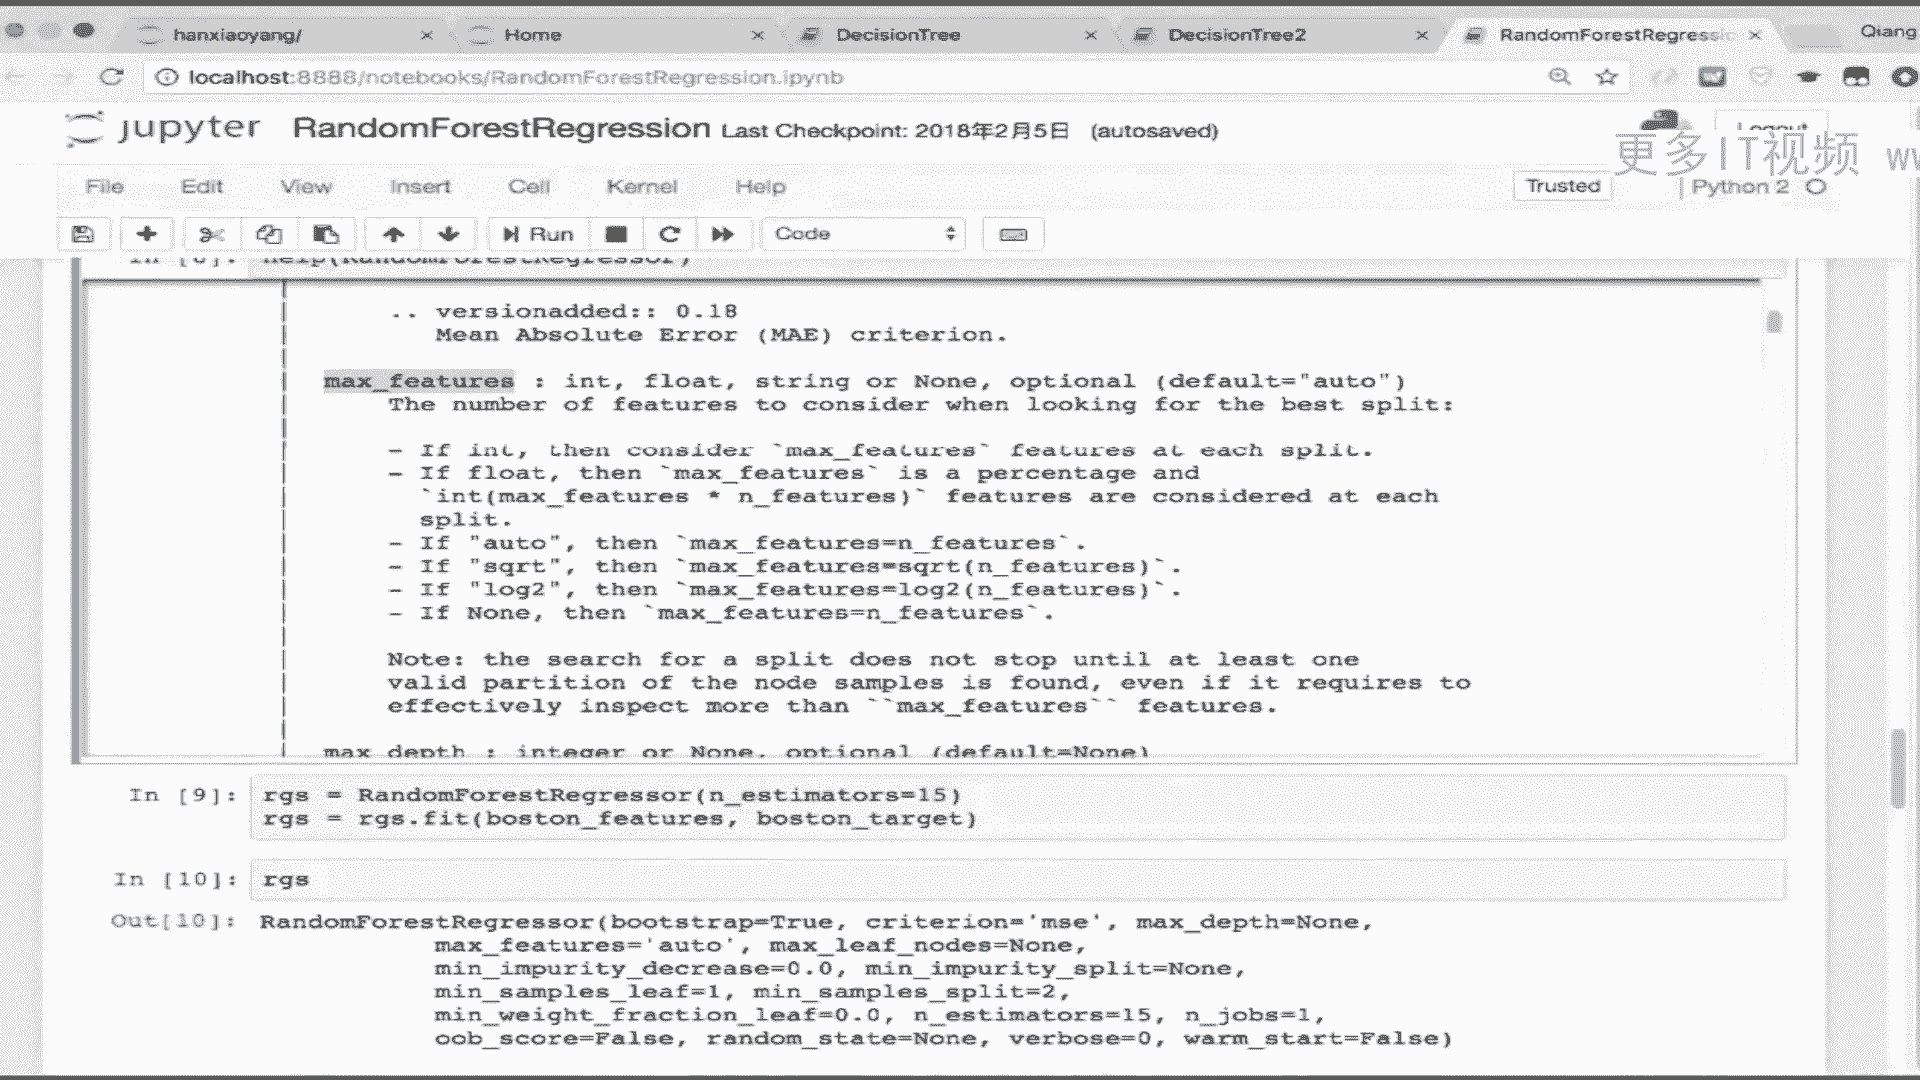 hanxiaoyang/
Home
DecisionTree
DecisionTree2
RandomForestRegressio
Qiang
localhost:8888/notebooks/RandomForestRegression.ipynb
jupyter RandomForestRegression Last Checkpoint: 2018年2月5日 (autosaved)
Logout
更多IT视频 ww
File Edit View Insert Cell Kernel Help
Trusted | Python 2
Run Code
help(RandomForestRegressor)
.. versionadded:: 0.18
Mean Absolute Error (MAE) criterion.
max_features : int, float, string or None, optional (default="auto")
The number of features to consider when looking for the best split:
- If int, then consider `max_features` features at each split.
- If float, then `max_features` is a percentage and
`int(max_features * n_features)` features are considered at each
split.
- If "auto", then `max_features=n_features`.
- If "sqrt", then `max_features=sqrt(n_features)`.
- If "log2", then `max_features=log2(n_features)`.
- If None, then `max_features=n_features`.
Note: the search for a split does not stop until at least one
valid partition of the node samples is found, even if it requires to
effectively inspect more than ``max_features`` features.
max_depth : integer or None, optional (default=None)
In [9]: rgs = RandomForestRegressor(n_estimators=15)
rgs = rgs.fit(boston_features, boston_target)
In [10]: rgs
Out[10]: RandomForestRegressor(bootstrap=True, criterion='mse', max_depth=None,
max_features='auto', max_leaf_nodes=None,
min_impurity_decrease=0.0, min_impurity_split=None,
min_samples_leaf=1, min_samples_split=2,
min_weight_fraction_leaf=0.0, n_estimators=15, n_jobs=1,
oob_score=False, random_state=None, verbose=0, warm_start=False)